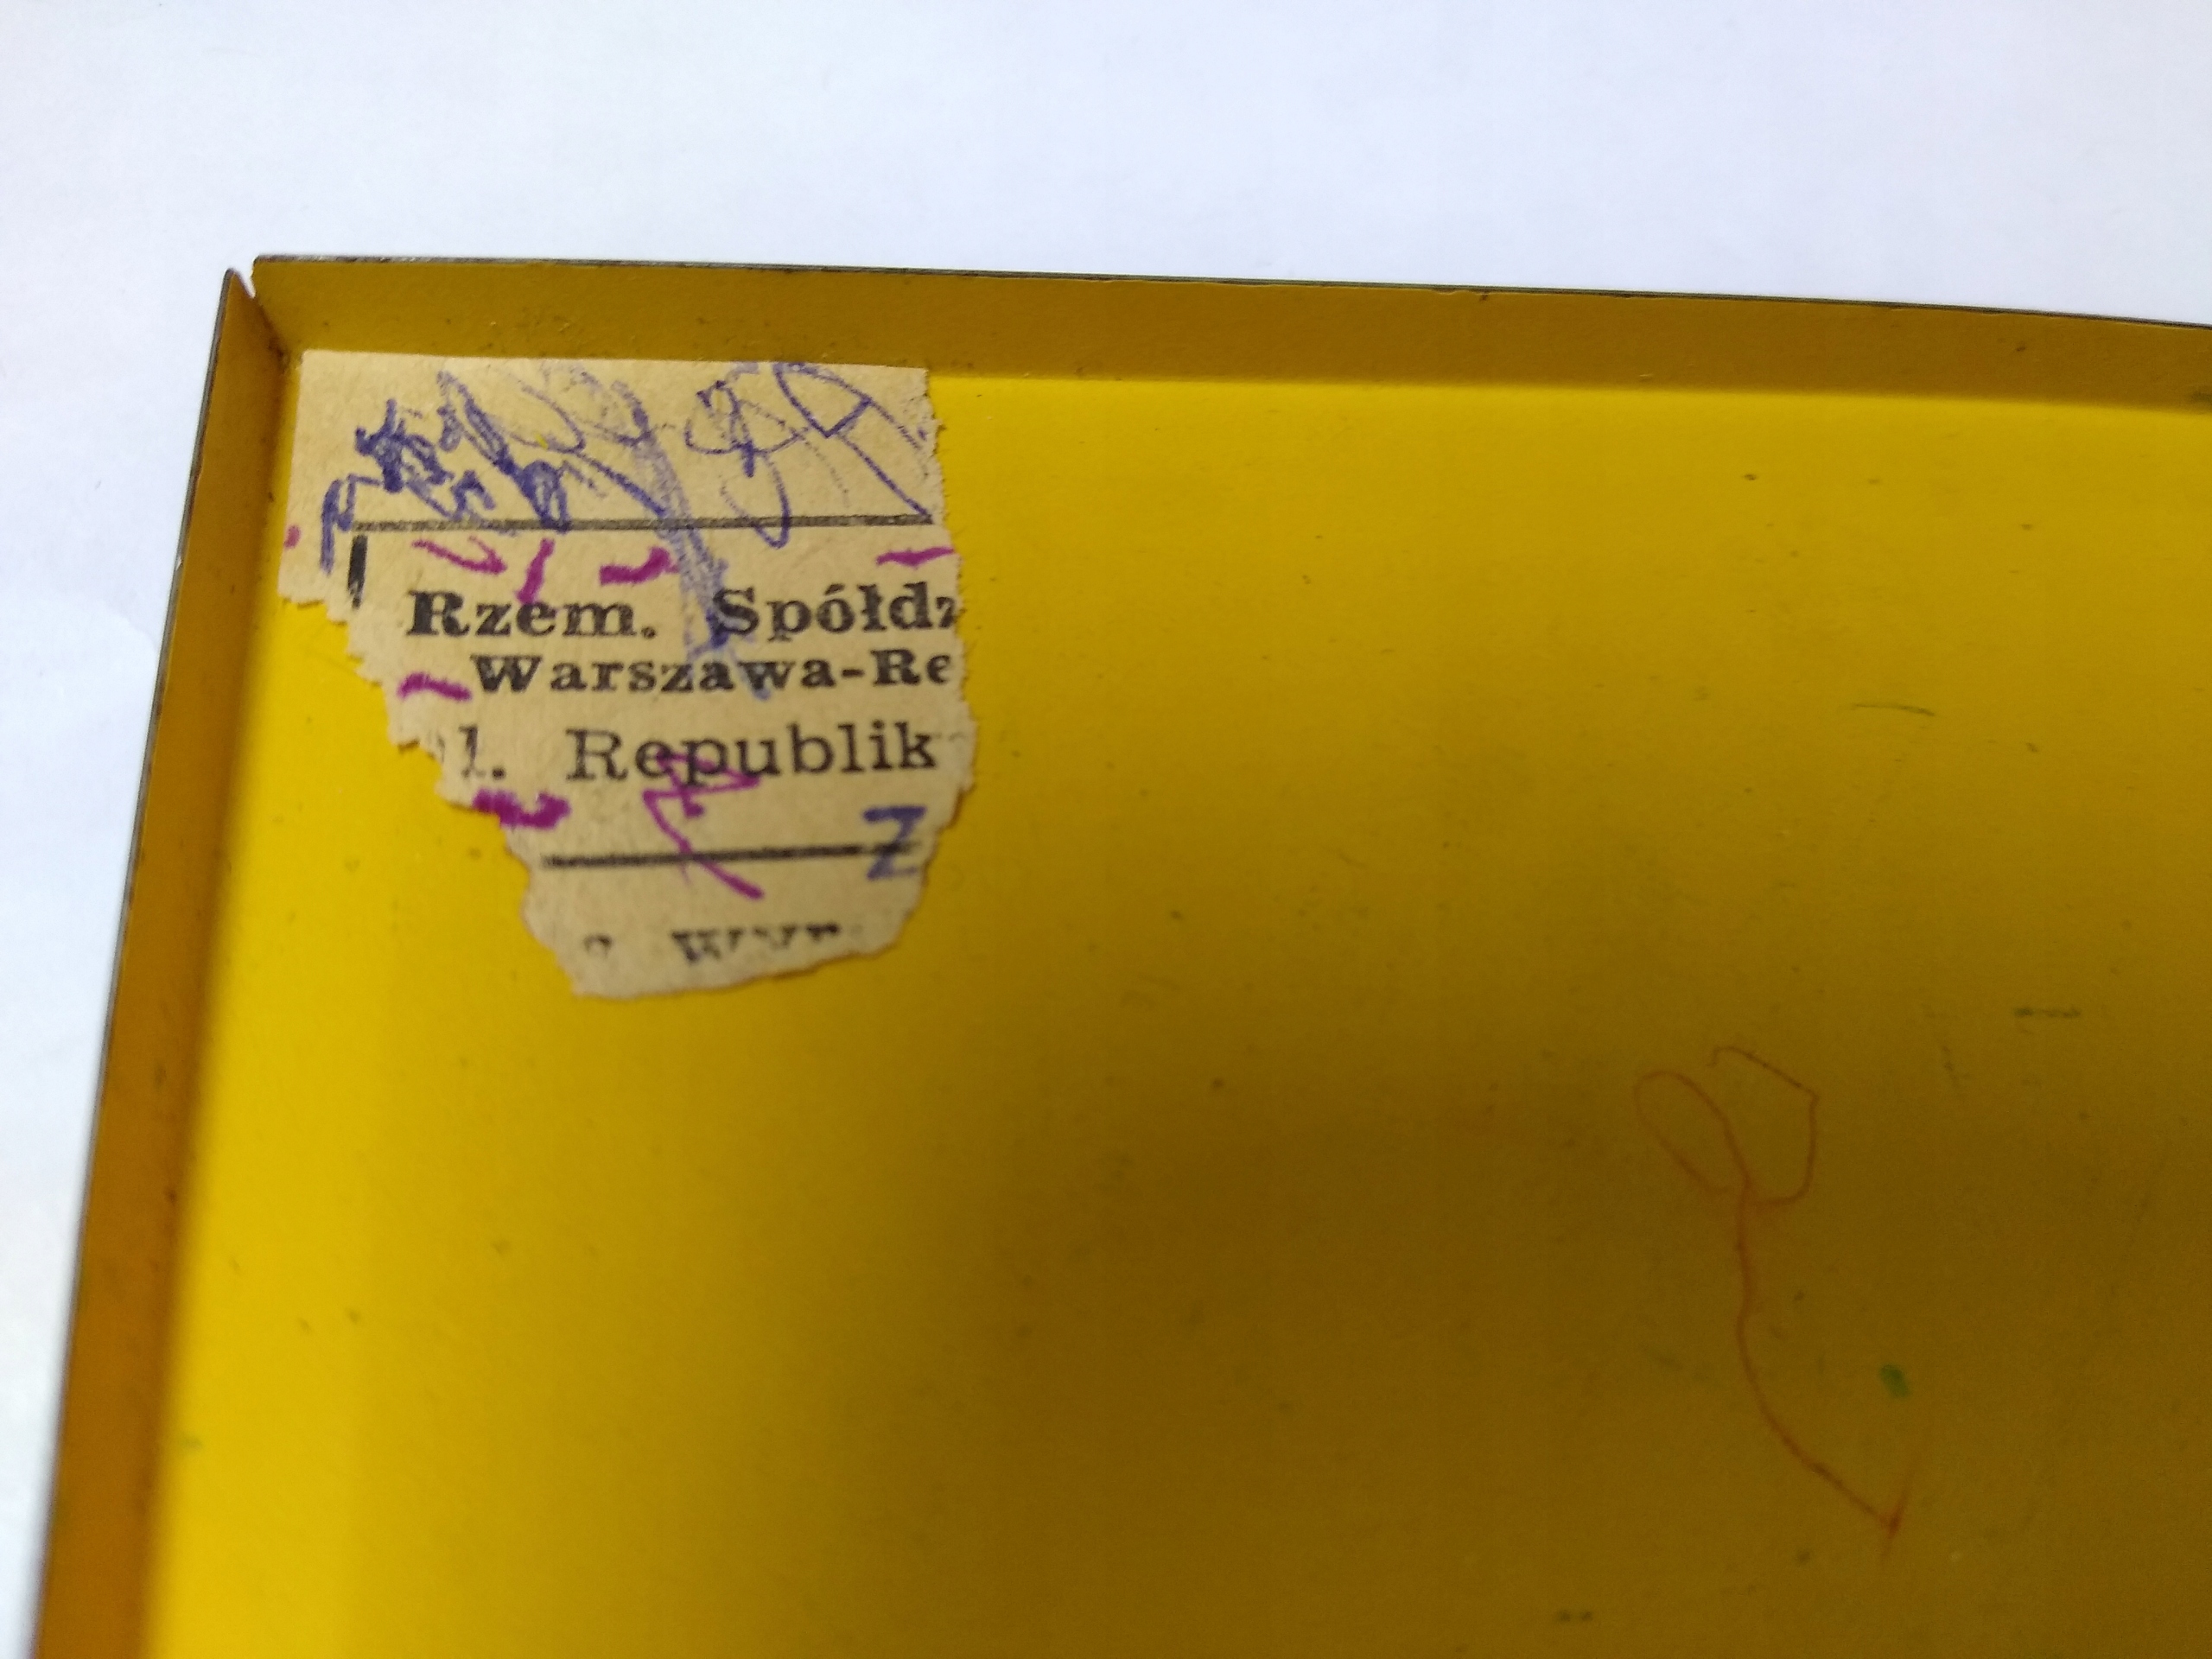 Rzem. Spółdz
Warszawa-Re
l. Republik
Z